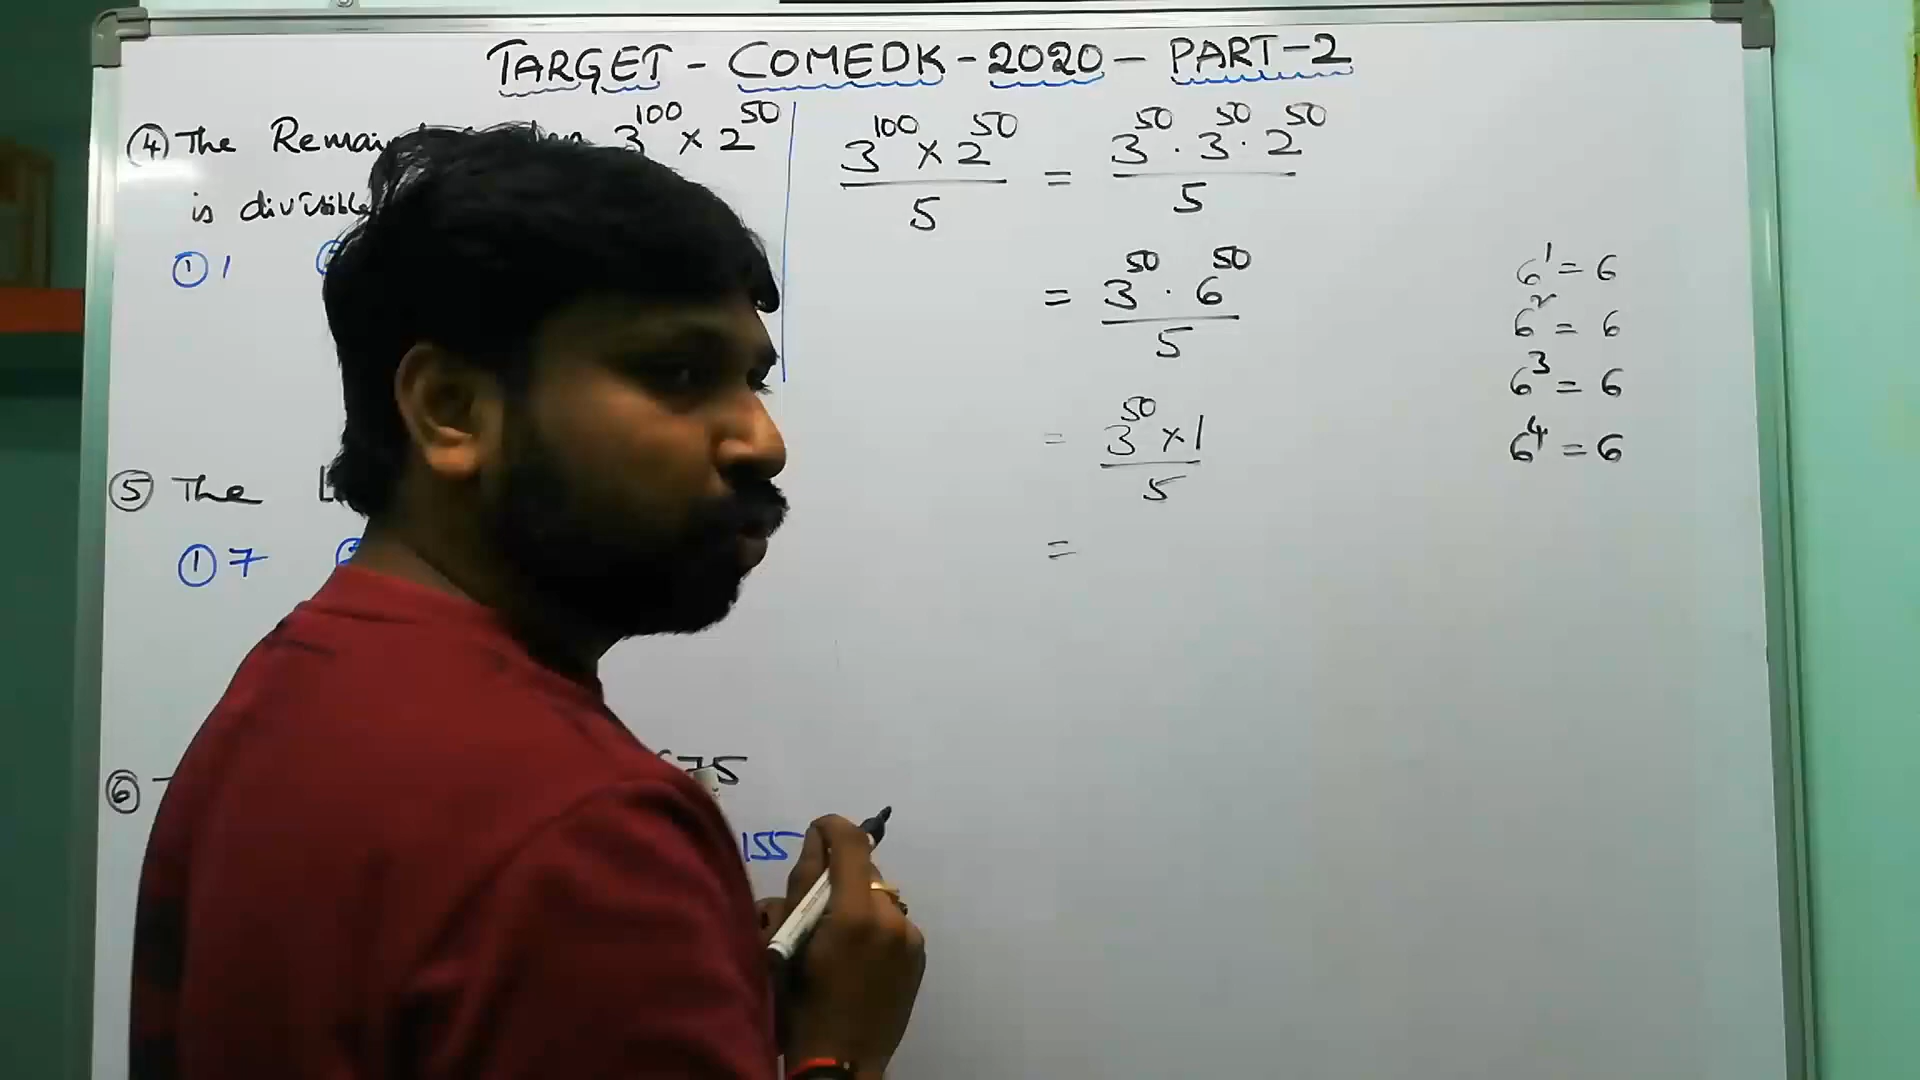 TARGET - COMEDK - 2020 - PART-2
④ The 3^100 × 2^50
is divisible
① 1
⑤ The
① 7
⑥
675
155
3^100 × 2^50 / 5 = 3^50 · 3^50 · 2^50 / 5
= 3^50 · 6^50 / 5
= 3^50 × 1 / 5
=
6^1 = 6
6^2 = 6
6^3 = 6
6^4 = 6